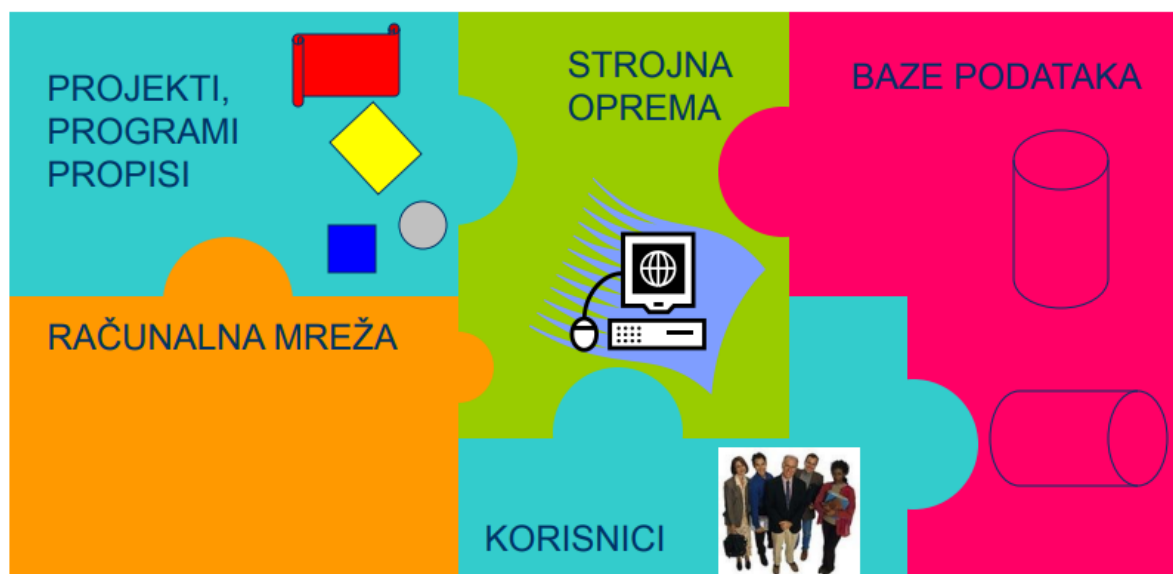 PROJEKTI,
PROGRAMI
PROPISI
STROJNA
OPREMA
BAZE PODATAKA
RAČUNALNA MREŽA
KORISNICI